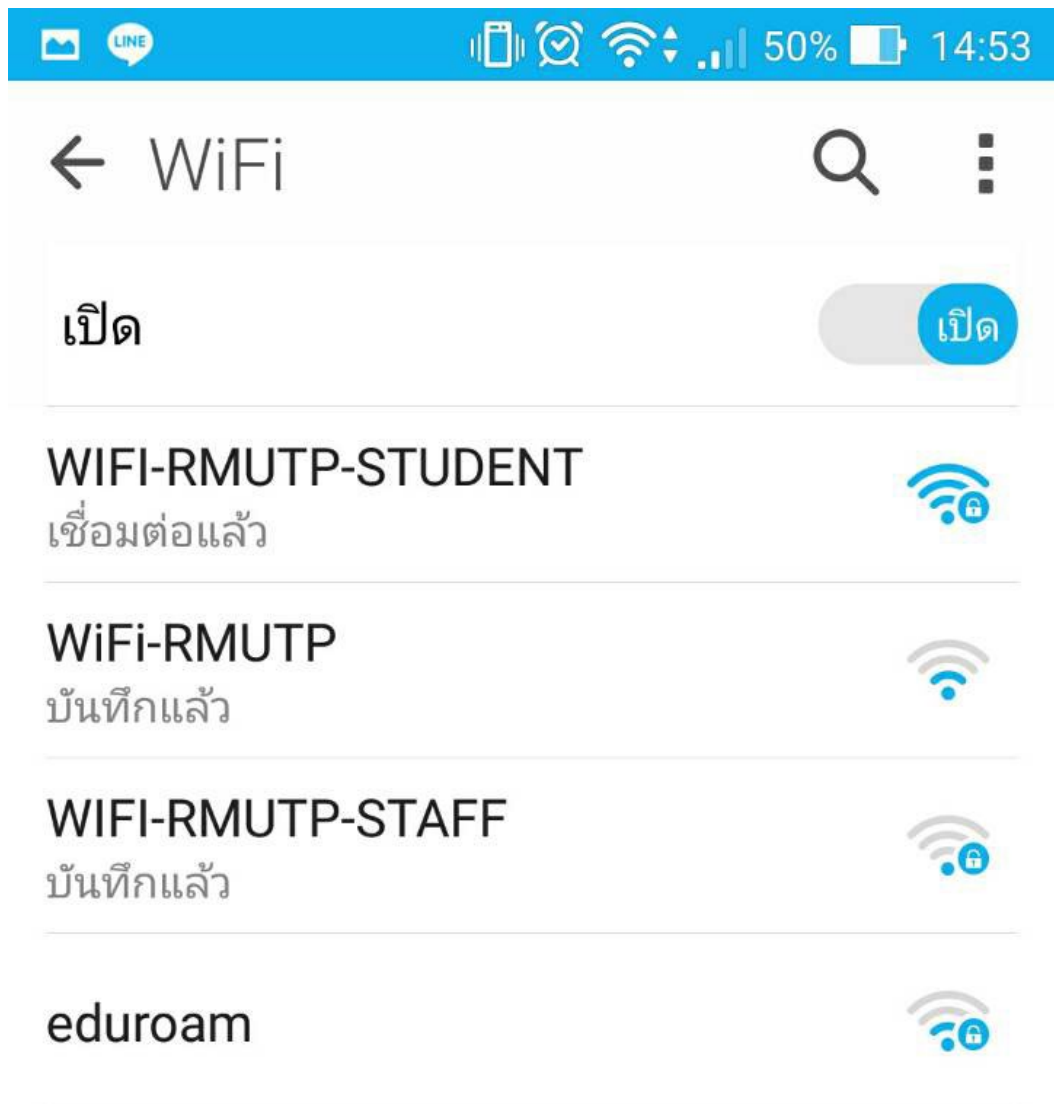 LINE 50% 14:53
WiFi
เปิด เปิด
WIFI-RMUTP-STUDENT
เชื่อมต่อแล้ว
WiFi-RMUTP
บันทึกแล้ว
WIFI-RMUTP-STAFF
บันทึกแล้ว
eduroam